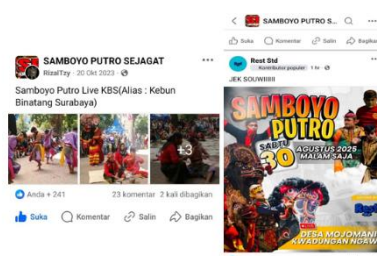 SAMBOYO PUTRO SEJAGAT
RizalTzy · 20 Okt 2023
Samboyo Putro Live KBS(Alias : Kebun
Binatang Surabaya)
+3
Anda + 241
23 komentar 2 kali dibagikan
Suka Komentar Salin Bagikan
SAMBOYO PUTRO S...
Suka Komentar Salin Bagikan
Rest Std
Kontributor populer 1 hr
JEK SOUWIIII
SAMBOYO
PUTRO
SABTU
30
AGUSTUS 2025
MALAM SAJA
DESA MOJOMANI
KWADUNGAN NGAWI